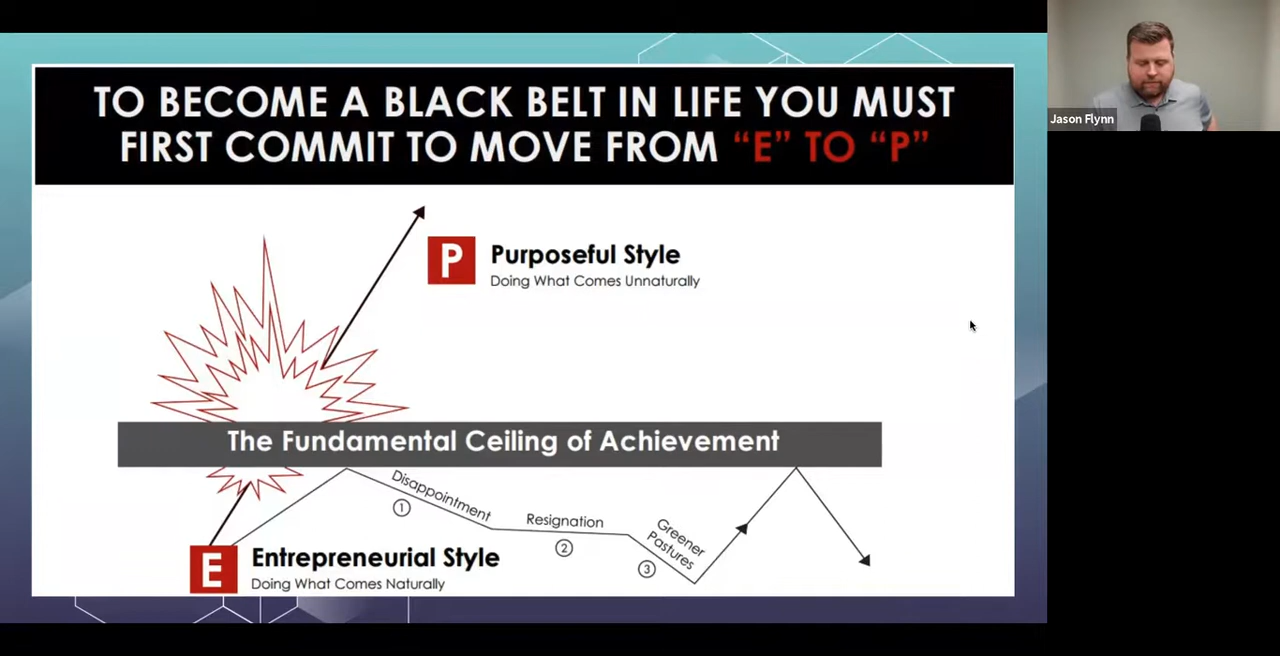 TO BECOME A BLACK BELT IN LIFE YOU MUST
FIRST COMMIT TO MOVE FROM “E” TO “P”
Jason Flynn
P
Purposeful Style
Doing What Comes Unnaturally
The Fundamental Ceiling of Achievement
Disappointment
1
Resignation
2
Greener
Pastures
3
E
Entrepreneurial Style
Doing What Comes Naturally